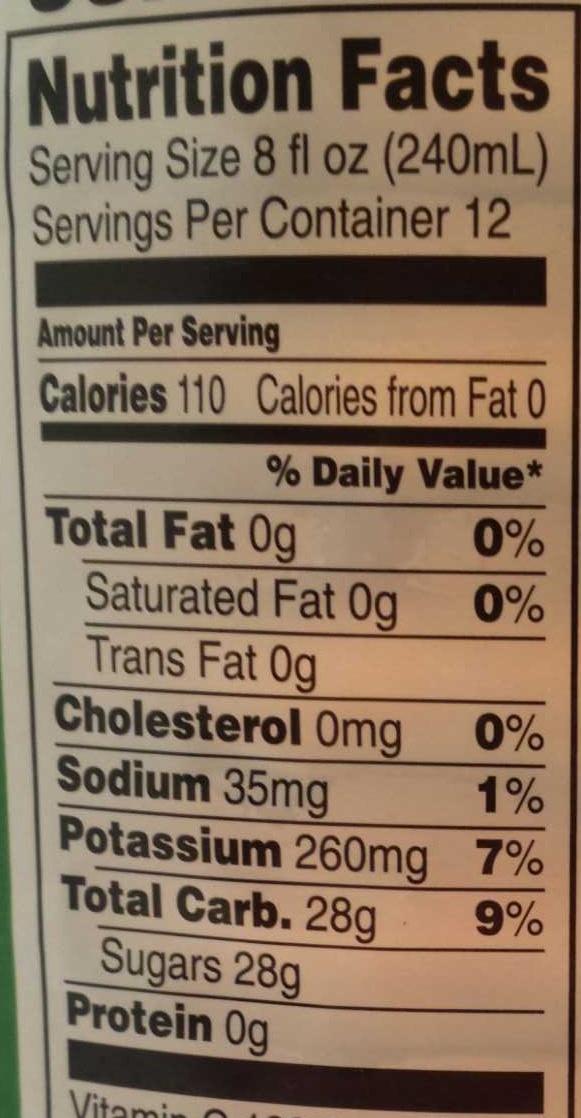 Nutrition Facts
Serving Size 8 fl oz (240mL)
Servings Per Container 12
Amount Per Serving
Calories 110 Calories from Fat 0
% Daily Value*
Total Fat 0g 0%
Saturated Fat 0g 0%
Trans Fat 0g
Cholesterol 0mg 0%
Sodium 35mg 1%
Potassium 260mg 7%
Total Carb. 28g 9%
Sugars 28g
Protein 0g
Vitamin